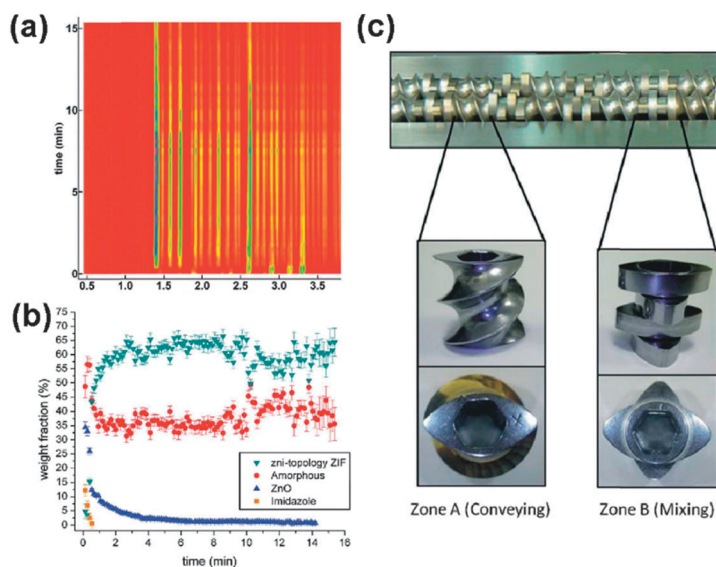 (a)
15
10
5
0
time (min)
0.5 1.0 1.5 2.0 2.5 3.0 3.5
(b)
75
70
65
60
55
50
45
40
35
30
25
20
15
10
5
0
weight fraction (%)
zni-topology ZIF
Amorphous
ZnO
Imidazole
0 2 4 6 8 10 12 14 16
time (min)
(c)
Zone A (Conveying)
Zone B (Mixing)